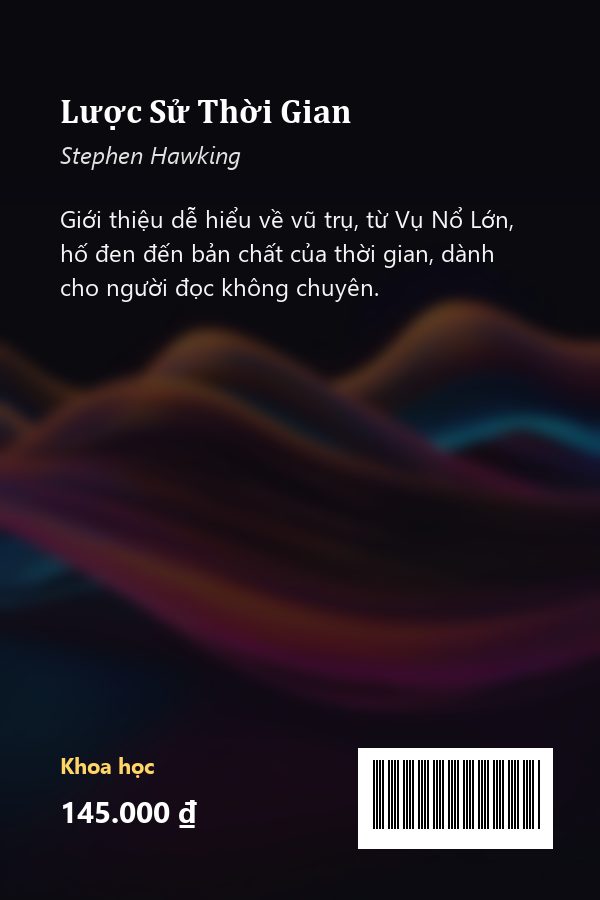 Lược Sử Thời Gian
Stephen Hawking
Giới thiệu dễ hiểu về vũ trụ, từ Vụ Nổ Lớn,
hố đen đến bản chất của thời gian, dành
cho người đọc không chuyên.
Khoa học
145.000 ₫